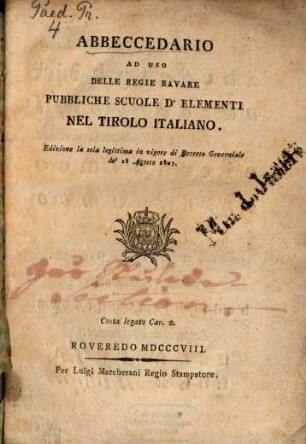 Paed. Pr.
4
ABBECCEDARIO
AD USO
DELLE REGIE BAVARE
PUBBLICHE SCUOLE D' ELEMENTI
NEL TIROLO ITALIANO.
Edizione la sola legittima in vigore di Decreto Governiale
de' 28 Agosto 1807.
Costa legato Car. 2.
ROVEREDO MDCCCVIII.
Per Luigi Marchesani Regio Stampatore.